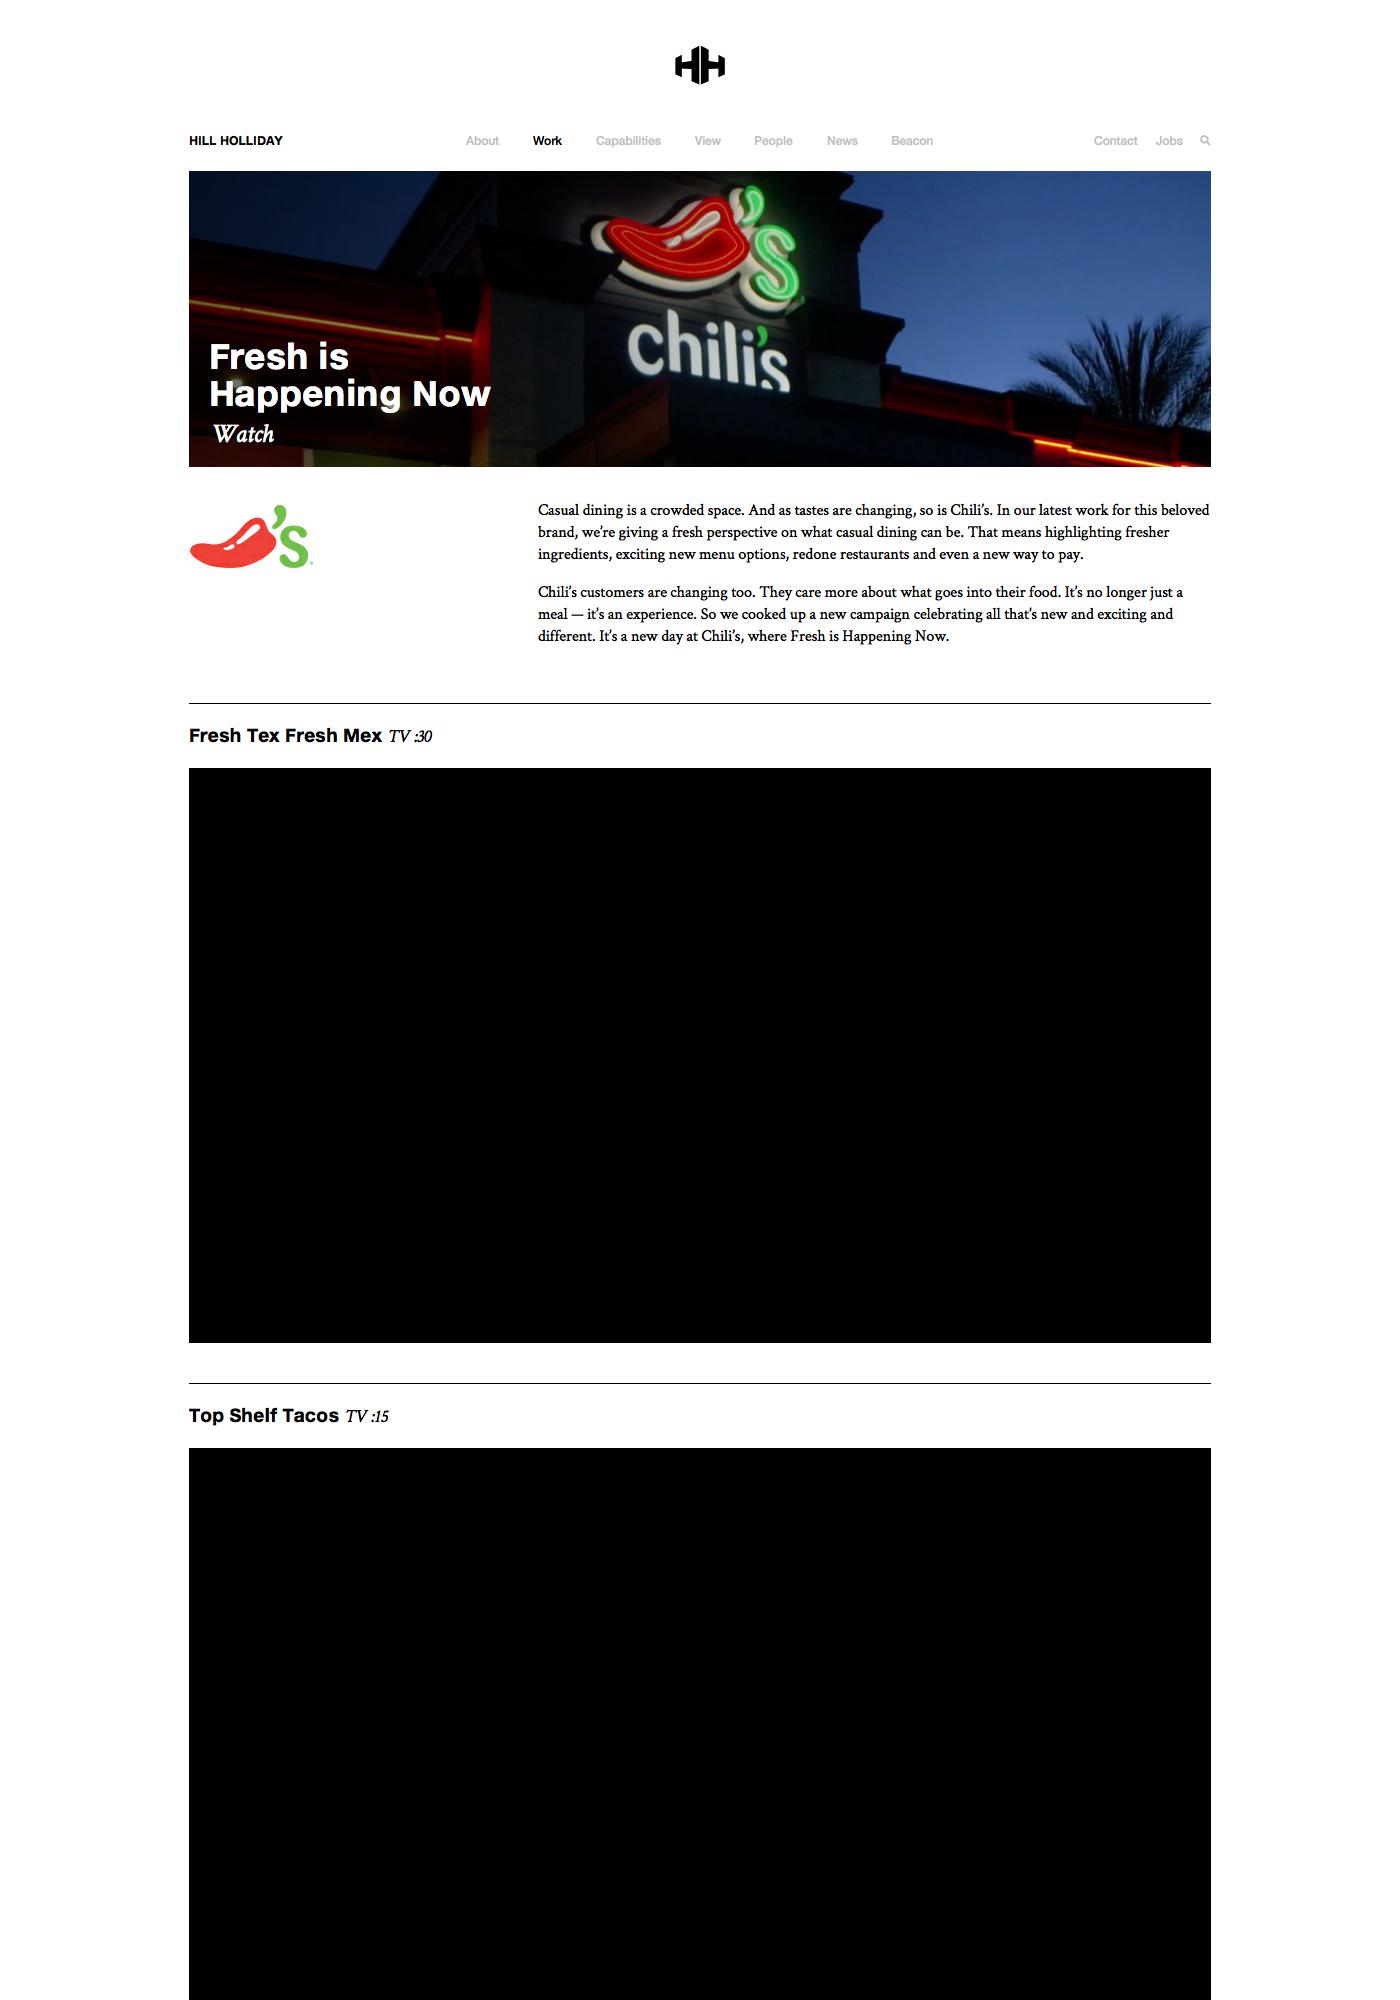 HH
HILL HOLLIDAY About Work Capabilities View People News Beacon Contact Jobs
chili's
Fresh is
Happening Now
Watch
's
Casual dining is a crowded space. And as tastes are changing, so is Chili’s. In our latest work for this beloved
brand, we’re giving a fresh perspective on what casual dining can be. That means highlighting fresher
ingredients, exciting new menu options, redone restaurants and even a new way to pay.
Chili’s customers are changing too. They care more about what goes into their food. It’s no longer just a
meal — it’s an experience. So we cooked up a new campaign celebrating all that’s new and exciting and
different. It’s a new day at Chili’s, where Fresh is Happening Now.
Fresh Tex Fresh Mex TV :30
Top Shelf Tacos TV :15